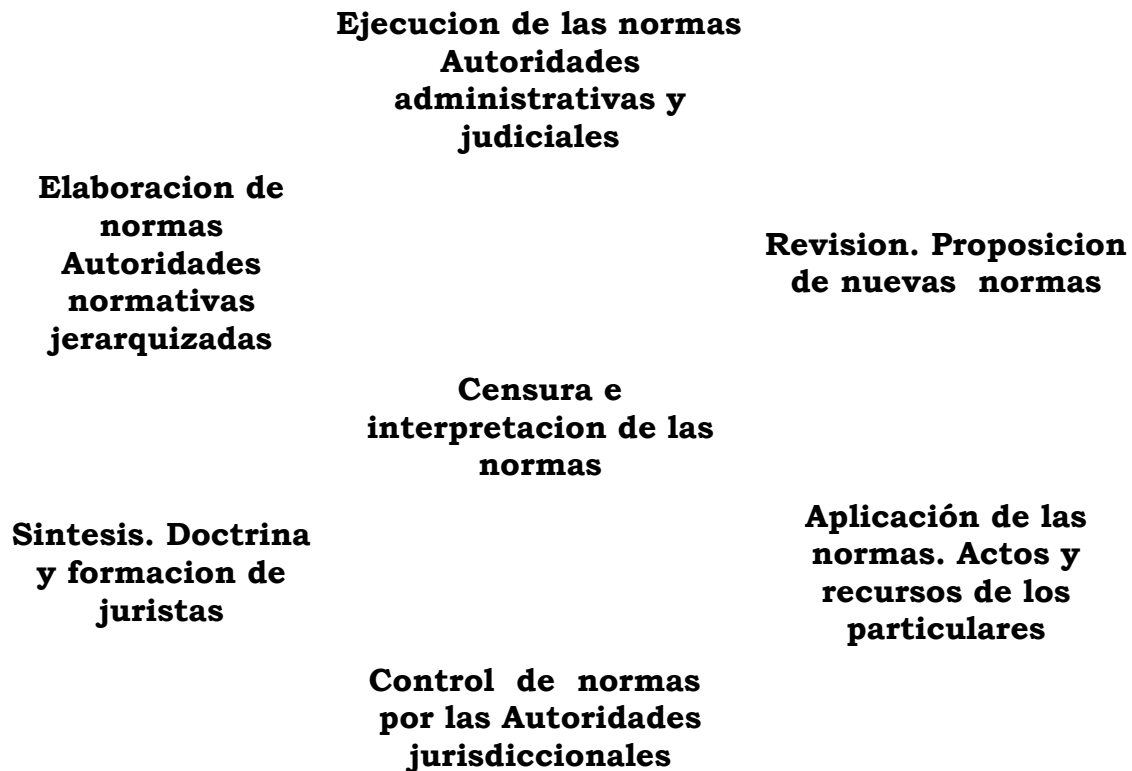 Ejecucion de las normas
Autoridades
administrativas y
judiciales
Elaboracion de
normas
Autoridades
normativas
jerarquizadas
Revision. Proposicion
de nuevas normas
Censura e
interpretacion de las
normas
Sintesis. Doctrina
y formacion de
juristas
Aplicación de las
normas. Actos y
recursos de los
particulares
Control de normas
por las Autoridades
jurisdiccionales